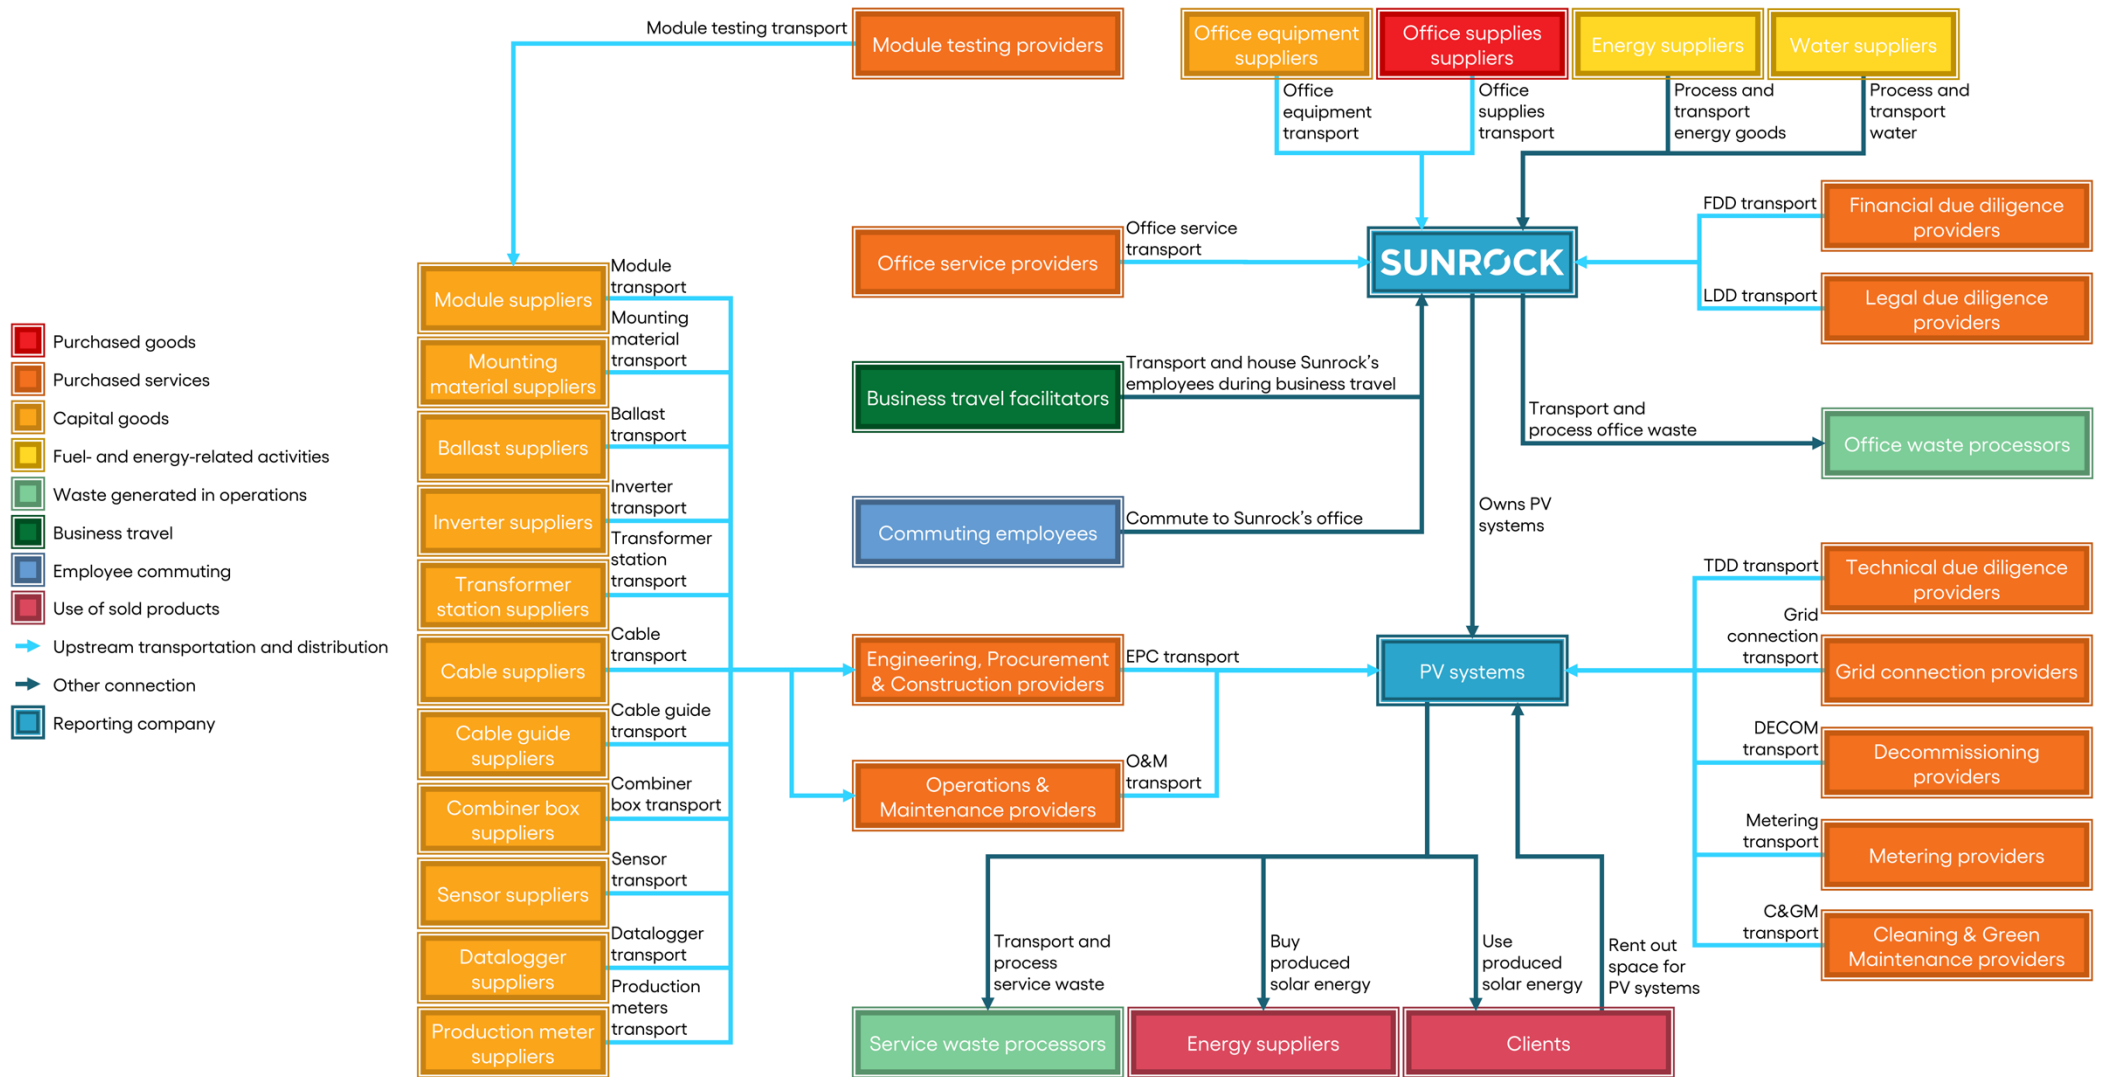 Module testing transport
Module testing providers
Office equipment
suppliers
Office supplies
suppliers
Energy suppliers
Water suppliers
Office
equipment
transport
Office
supplies
transport
Process and
transport
energy goods
Process and
transport
water
FDD transport
Financial due diligence
providers
LDD transport
Legal due diligence
providers
Office service providers
Office service
transport
SUNROCK
Business travel facilitators
Transport and house Sunrock's
employees during business travel
Transport and
process office waste
Office waste processors
Commuting employees
Commute to Sunrock's office
Owns PV
systems
Purchased goods
Purchased services
Capital goods
Fuel- and energy-related activities
Waste generated in operations
Business travel
Employee commuting
Use of sold products
Upstream transportation and distribution
Other connection
Reporting company
Module suppliers
Module
transport
Mounting
material suppliers
Mounting
material
transport
Ballast suppliers
Ballast
transport
Inverter suppliers
Inverter
transport
Transformer
station suppliers
Transformer
station
transport
Cable suppliers
Cable
transport
Cable guide
suppliers
Cable guide
transport
Combiner box
suppliers
Combiner
box transport
Sensor suppliers
Sensor
transport
Datalogger
suppliers
Datalogger
transport
Production meter
suppliers
Production
meters
transport
Engineering, Procurement
& Construction providers
EPC transport
Operations &
Maintenance providers
O&M
transport
PV systems
TDD transport
Technical due diligence
providers
Grid
connection
transport
Grid connection providers
DECOM
transport
Decommissioning
providers
Metering
transport
Metering providers
C&GM
transport
Cleaning & Green
Maintenance providers
Transport and
process
service waste
Buy
produced
solar energy
Use
produced
solar energy
Rent out
space for
PV systems
Service waste processors
Energy suppliers
Clients